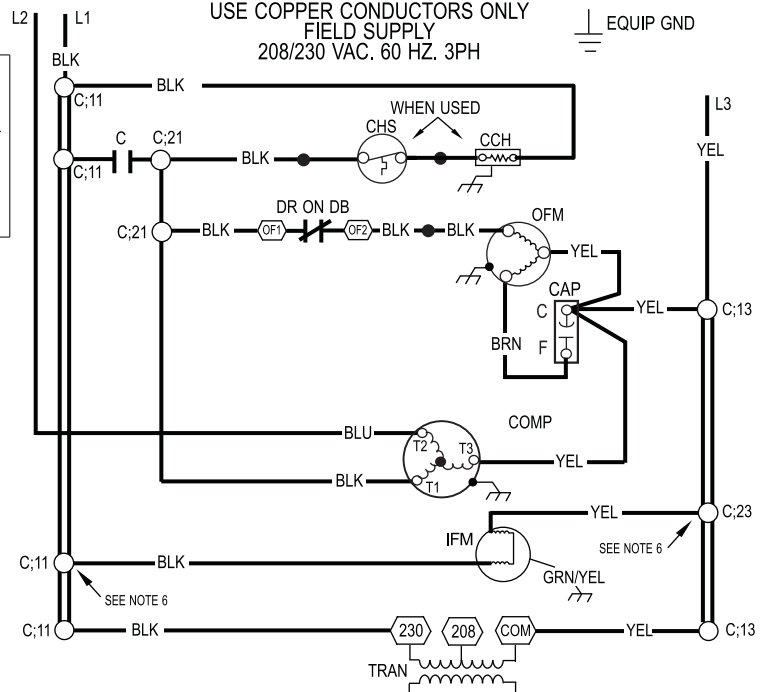 L2
L1
USE COPPER CONDUCTORS ONLY
FIELD SUPPLY
208/230 VAC. 60 HZ. 3PH
EQUIP GND
BLK
BLK
C;11
WHEN USED
L3
CHS
CCH
C
C;21
BLK
C;11
YEL
DR ON DB
OFM
C;21
BLK
OF1
OF2
BLK
BLK
YEL
CAP
C
YEL
C;13
BRN
F
COMP
BLU
T2
T3
YEL
BLK
T1
YEL
C;23
IFM
SEE NOTE 6
C;11
BLK
GRN/YEL
SEE NOTE 6
C;11
BLK
230
208
COM
YEL
C;13
TRAN